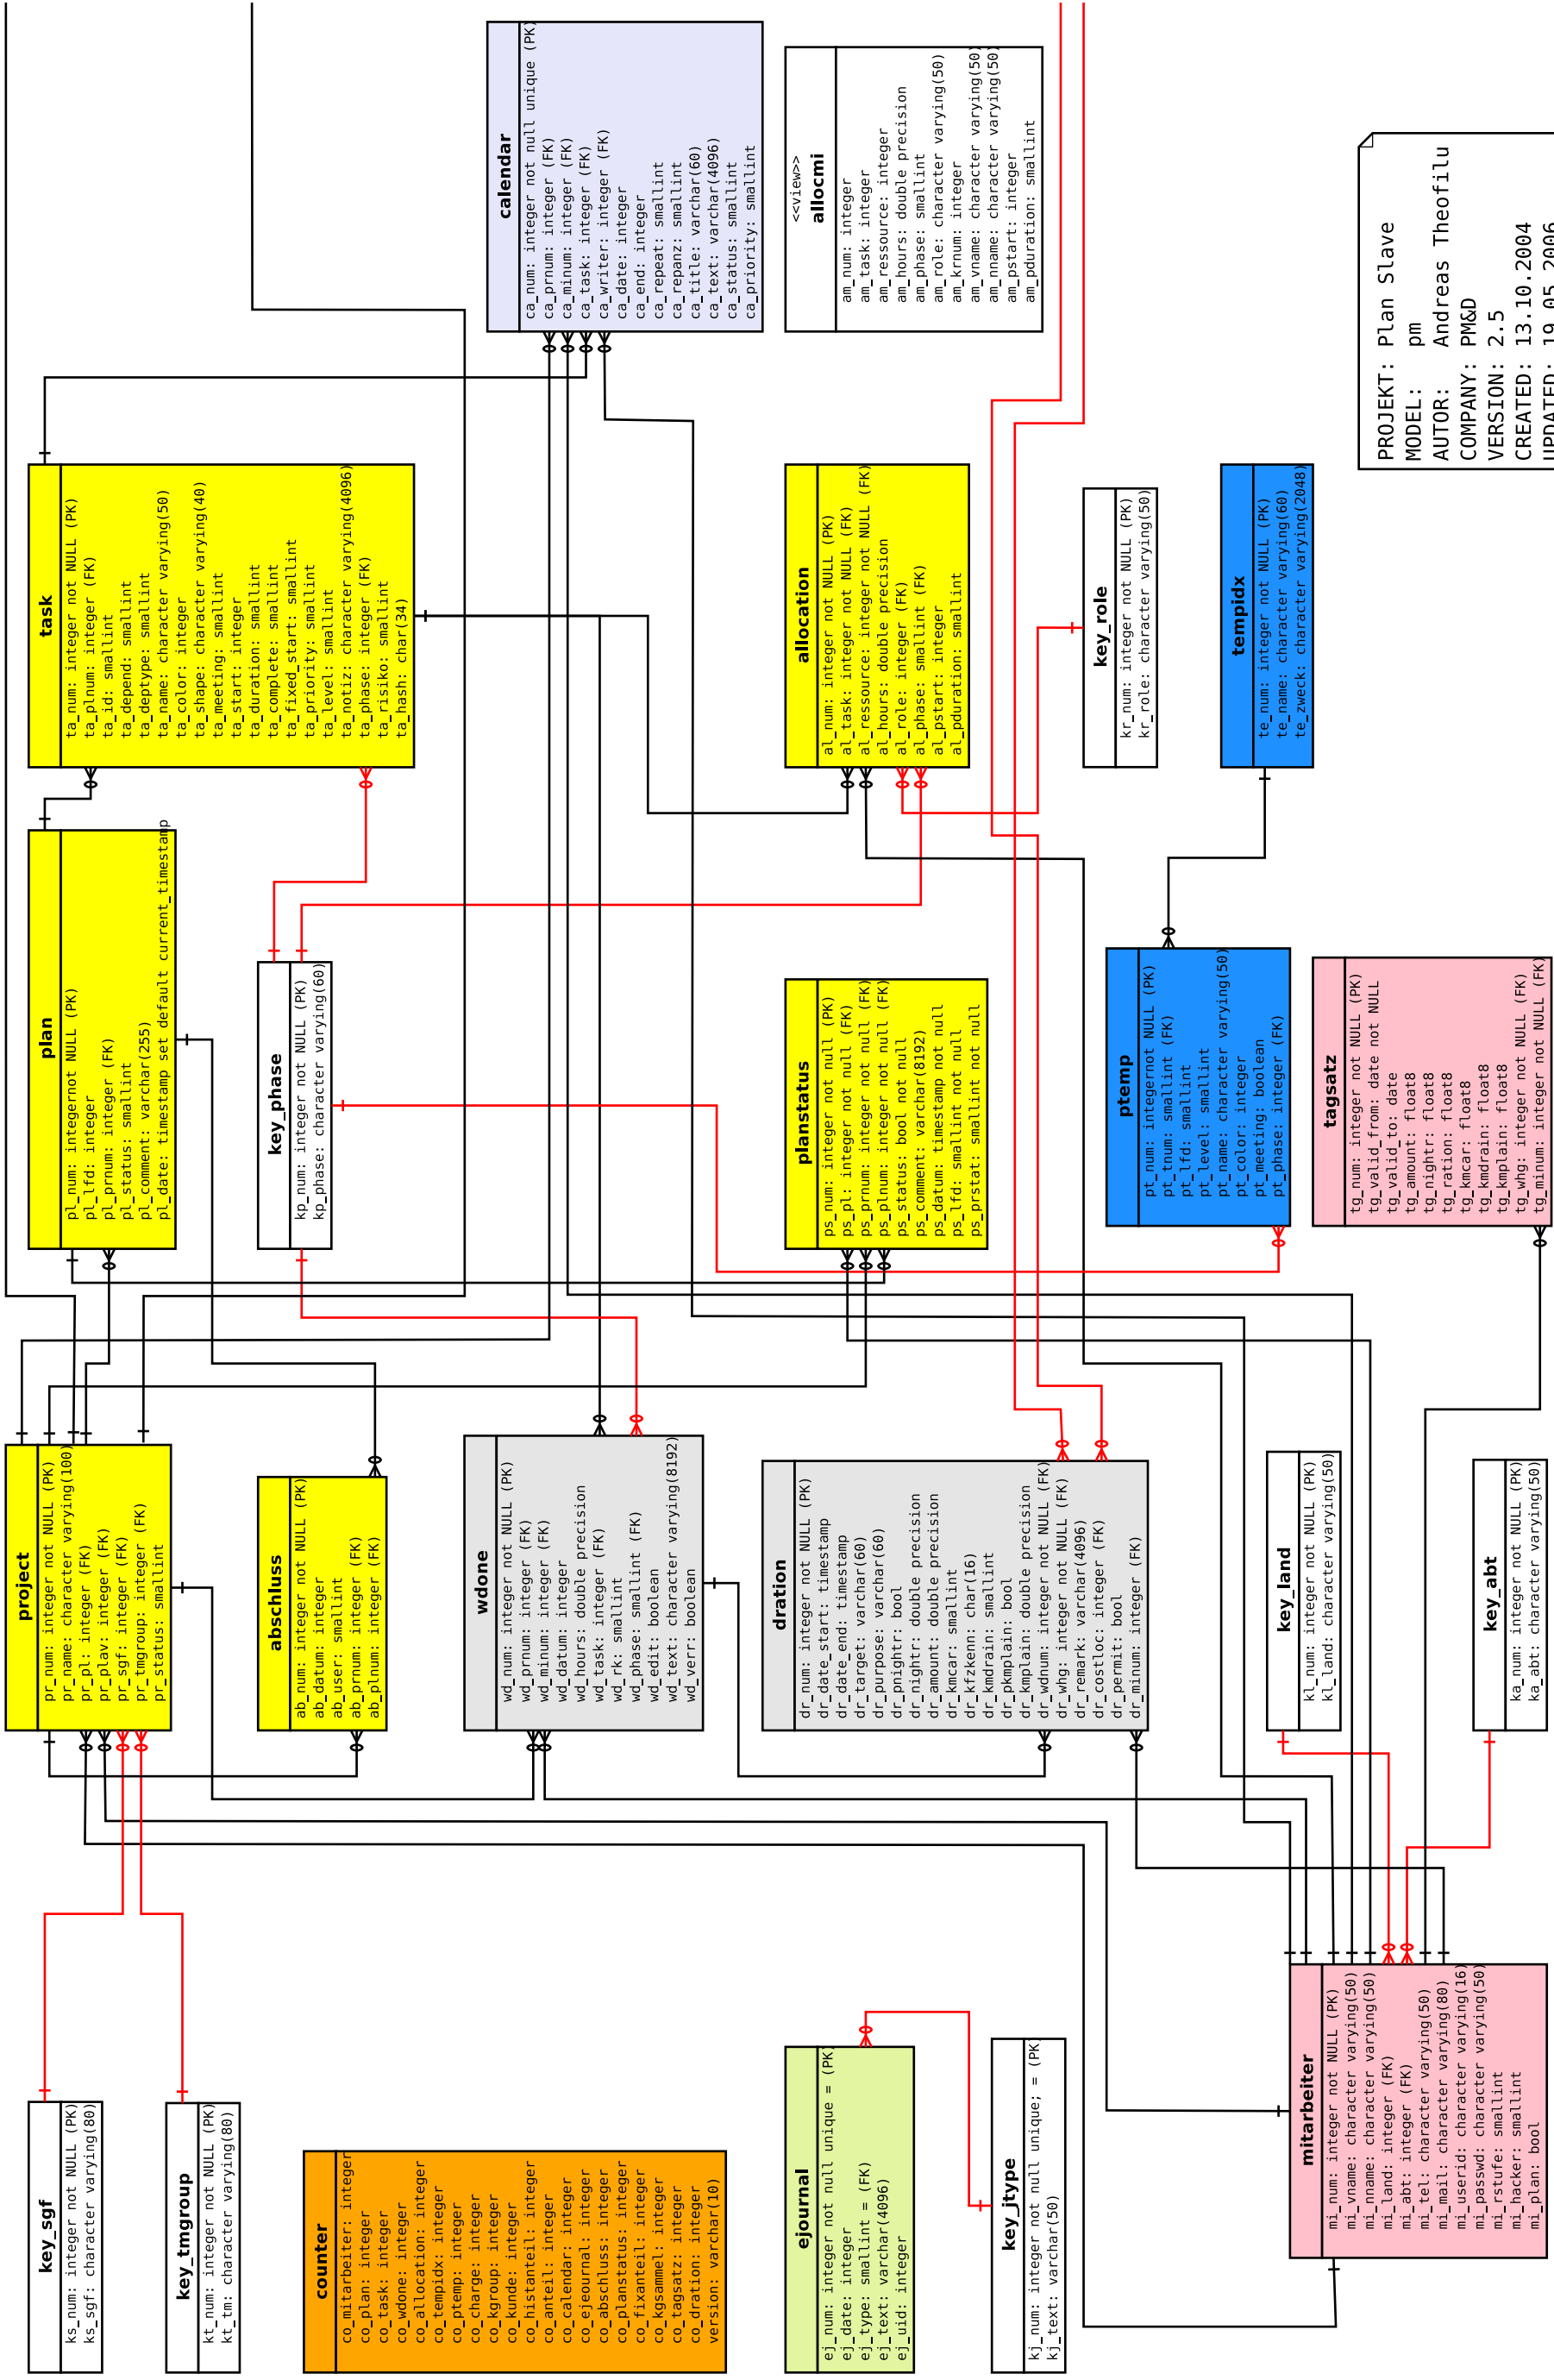 key_sgf
ks_num: integer not NULL (PK)
ks_sgf: character varying(80)
key_tmgroup
kt_num: integer not NULL (PK)
kt_tm: character varying(80)
counter
co_mitarbeiter: integer
co_plan: integer
co_task: integer
co_wdone: integer
co_allocation: integer
co_tempidx: integer
co_ptemp: integer
co_charge: integer
co_kgroup: integer
co_kunde: integer
co_histanteil: integer
co_anteil: integer
co_calendar: integer
co_ejeournal: integer
co_abschluss: integer
co_planstatus: integer
co_fixanteil: integer
co_kgsammel: integer
co_tagsatz: integer
co_dration: integer
version: varchar(10)
ejournal
ej_num: integer not null unique = (PK)
ej_date: integer
ej_type: smallint = (FK)
ej_text: varchar(4096)
ej_uid: integer
key_jtype
kj_num: integer not null unique; = (PK)
kj_text: varchar(50)
mitarbeiter
mi_num: integer not NULL (PK)
mi_vname: character varying(50)
mi_nname: character varying(50)
mi_land: integer (FK)
mi_abt: integer (FK)
mi_tel: character varying(50)
mi_mail: character varying(80)
mi_userid: character varying(16)
mi_passwd: character varying(50)
mi_rstufe: smallint
mi_hacker: smallint
mi_plan: bool
project
pr_num: integer not NULL (PK)
pr_name: character varying(100)
pr_pl: integer (FK)
pr_plav: integer (FK)
pr_sgf: integer (FK)
pr_tmgroup: integer (FK)
pr_status: smallint
abschluss
ab_num: integer not NULL (PK)
ab_datum: integer
ab_user: smallint
ab_prnum: integer (FK)
ab_plnum: integer (FK)
wdone
wd_num: integer not NULL (PK)
wd_prnum: integer (FK)
wd_minum: integer (FK)
wd_datum: integer
wd_hours: double precision
wd_task: integer (FK)
wd_rk: smallint
wd_phase: smallint (FK)
wd_edit: boolean
wd_text: character varying(8192)
wd_verr: boolean
dration
dr_num: integer not NULL (PK)
dr_date_start: timestamp
dr_date_end: timestamp
dr_target: varchar(60)
dr_purpose: varchar(60)
dr_pnightr: bool
dr_nightr: double precision
dr_amount: double precision
dr_kmcar: smallint
dr_kfzkenn: char(16)
dr_kmdrain: smallint
dr_pkmplain: bool
dr_kmplain: double precision
dr_wdnum: integer not NULL (FK)
dr_whg: integer not NULL (FK)
dr_remark: varchar(4096)
dr_costloc: integer (FK)
dr_permit: bool
dr_minum: integer (FK)
key_land
kl_num: integer not NULL (PK)
kl_land: character varying(50)
key_abt
ka_num: integer not NULL (PK)
ka_abt: character varying(50)
plan
pl_num: integernot NULL (PK)
pl_lfd: integer
pl_prnum: integer (FK)
pl_status: smallint
pl_comment: varchar(255)
pl_date: timestamp set default current_timestamp
key_phase
kp_num: integer not NULL (PK)
kp_phase: character varying(60)
planstatus
ps_num: integer not null (PK)
ps_pl: integer not null (FK)
ps_prnum: integer not null (FK)
ps_plnum: integer not null (FK)
ps_status: bool not null
ps_comment: varchar(8192)
ps_datum: timestamp not null
ps_lfd: smallint not null
ps_prstat: smallint not null
ptemp
pt_num: integernot NULL (PK)
pt_tnum: smallint (FK)
pt_lfd: smallint
pt_level: smallint
pt_name: character varying(50)
pt_color: integer
pt_meeting: boolean
pt_phase: integer (FK)
tagsatz
tg_num: integer not NULL (PK)
tg_valid_from: date not NULL
tg_valid_to: date
tg_amount: float8
tg_nightr: float8
tg_ration: float8
tg_kmcar: float8
tg_kmdrain: float8
tg_kmplain: float8
tg_whg: integer not NULL (FK)
tg_minum: integer not NULL (FK)
task
ta_num: integer not NULL (PK)
ta_plnum: integer (FK)
ta_id: smallint
ta_depend: smallint
ta_deptype: smallint
ta_name: character varying(50)
ta_color: integer
ta_shape: character varying(40)
ta_meeting: smallint
ta_start: integer
ta_duration: smallint
ta_complete: smallint
ta_fixed_start: smallint
ta_priority: smallint
ta_level: smallint
ta_notiz: character varying(4096)
ta_phase: integer (FK)
ta_risiko: smallint
ta_hash: char(34)
allocation
al_num: integer not NULL (PK)
al_task: integer not NULL (FK)
al_ressource: integer not NULL (FK)
al_hours: double precision
al_role: integer (FK)
al_phase: smallint (FK)
al_pstart: integer
al_pduration: smallint
key_role
kr_num: integer not NULL (PK)
kr_role: character varying(50)
tempidx
te_num: integer not NULL (PK)
te_name: character varying(60)
te_zweck: character varying(2048)
calendar
ca_num: integer not null unique (PK)
ca_prnum: integer (FK)
ca_minum: integer (FK)
ca_task: integer (FK)
ca_writer: integer (FK)
ca_date: integer
ca_end: integer
ca_repeat: smallint
ca_repanz: smallint
ca_title: varchar(60)
ca_text: varchar(4096)
ca_status: smallint
ca_priority: smallint
<<view>>
allocmi
am_num: integer
am_task: integer
am_ressource: integer
am_hours: double precision
am_phase: smallint
am_role: character varying(50)
am_krnum: integer
am_vname: character varying(50)
am_nname: character varying(50)
am_pstart: integer
am_pduration: smallint
PROJEKT: Plan Slave
MODEL: pm
AUTOR: Andreas Theofilu
COMPANY: PM&D
VERSION: 2.5
CREATED: 13.10.2004
UPDATED: 19.05.2006